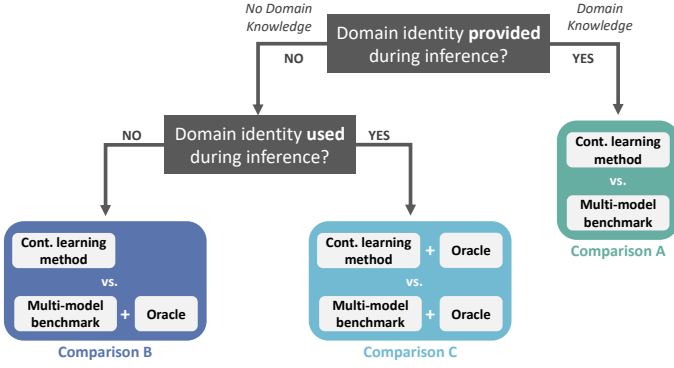 No Domain
Knowledge
Domain
Knowledge
Domain identity provided
during inference?
NO
YES
Domain identity used
during inference?
NO
YES
Cont. learning
method
vs.
Multi-model
benchmark
Comparison A
Cont. learning
method
vs.
Multi-model
benchmark
+
Oracle
Comparison B
Cont. learning
method
+
Oracle
vs.
Multi-model
benchmark
+
Oracle
Comparison C